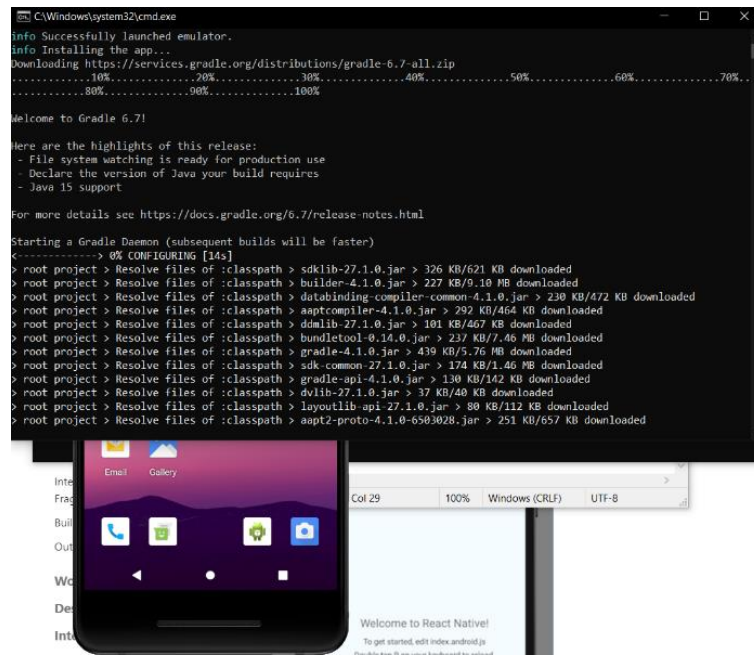 C:\Windows\system32\cmd.exe
info Successfully launched emulator.
info Installing the app...
Downloading https://services.gradle.org/distributions/gradle-6.7-all.zip
............10%............20%............30%............40%............50%............60%............70%..
..........80%............90%............100%
Welcome to Gradle 6.7!
Here are the highlights of this release:
- File system watching is ready for production use
- Declare the version of Java your build requires
- Java 15 support
For more details see https://docs.gradle.org/6.7/release-notes.html
Starting a Gradle Daemon (subsequent builds will be faster)
<-------------> 0% CONFIGURING [14s]
> root project > Resolve files of :classpath > sdklib-27.1.0.jar > 326 KB/621 KB downloaded
> root project > Resolve files of :classpath > builder-4.1.0.jar > 227 KB/9.10 MB downloaded
> root project > Resolve files of :classpath > databinding-compiler-common-4.1.0.jar > 230 KB/472 KB downloaded
> root project > Resolve files of :classpath > aaptcompiler-4.1.0.jar > 292 KB/464 KB downloaded
> root project > Resolve files of :classpath > ddmlib-27.1.0.jar > 101 KB/467 KB downloaded
> root project > Resolve files of :classpath > bundletool-0.14.0.jar > 237 KB/7.46 MB downloaded
> root project > Resolve files of :classpath > gradle-4.1.0.jar > 439 KB/5.76 MB downloaded
> root project > Resolve files of :classpath > sdk-common-27.1.0.jar > 174 KB/1.46 MB downloaded
> root project > Resolve files of :classpath > gradle-api-4.1.0.jar > 130 KB/142 KB downloaded
> root project > Resolve files of :classpath > dvlib-27.1.0.jar > 37 KB/40 KB downloaded
> root project > Resolve files of :classpath > layoutlib-api-27.1.0.jar > 80 KB/112 KB downloaded
> root project > Resolve files of :classpath > aapt2-proto-4.1.0-6503028.jar > 251 KB/657 KB downloaded
Email Gallery
Inte
Frag
Col 29 100% Windows (CRLF) UTF-8
Buil
Out
Wo
Des
Inte
Welcome to React Native!
To get started, edit index.android.js
Double tap R on your keyboard to reload